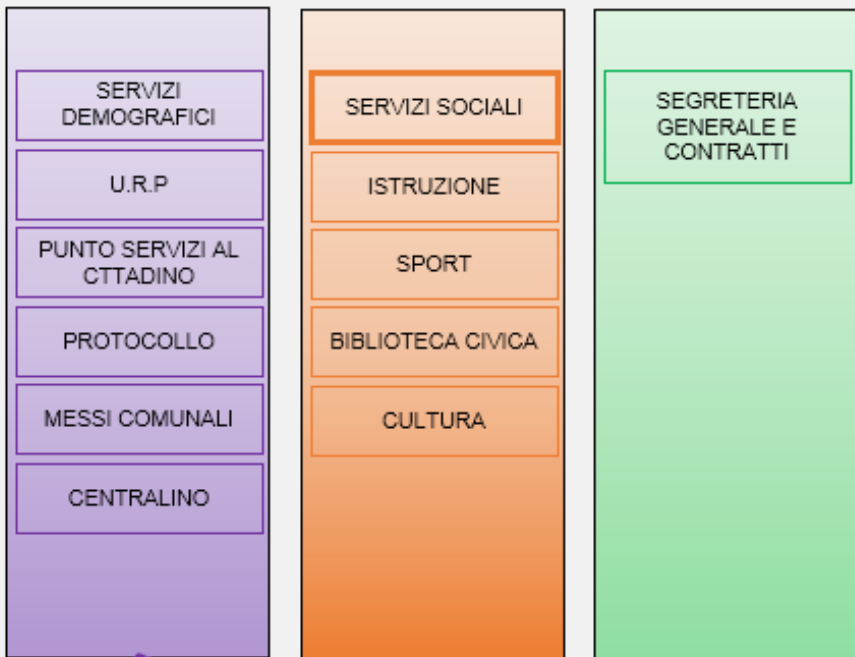 SERVIZI
DEMOGRAFICI
U.R.P
PUNTO SERVIZI AL
CTTADINO
PROTOCOLLO
MESSI COMUNALI
CENTRALINO
SERVIZI SOCIALI
ISTRUZIONE
SPORT
BIBLIOTECA CIVICA
CULTURA
SEGRETERIA
GENERALE E
CONTRATTI